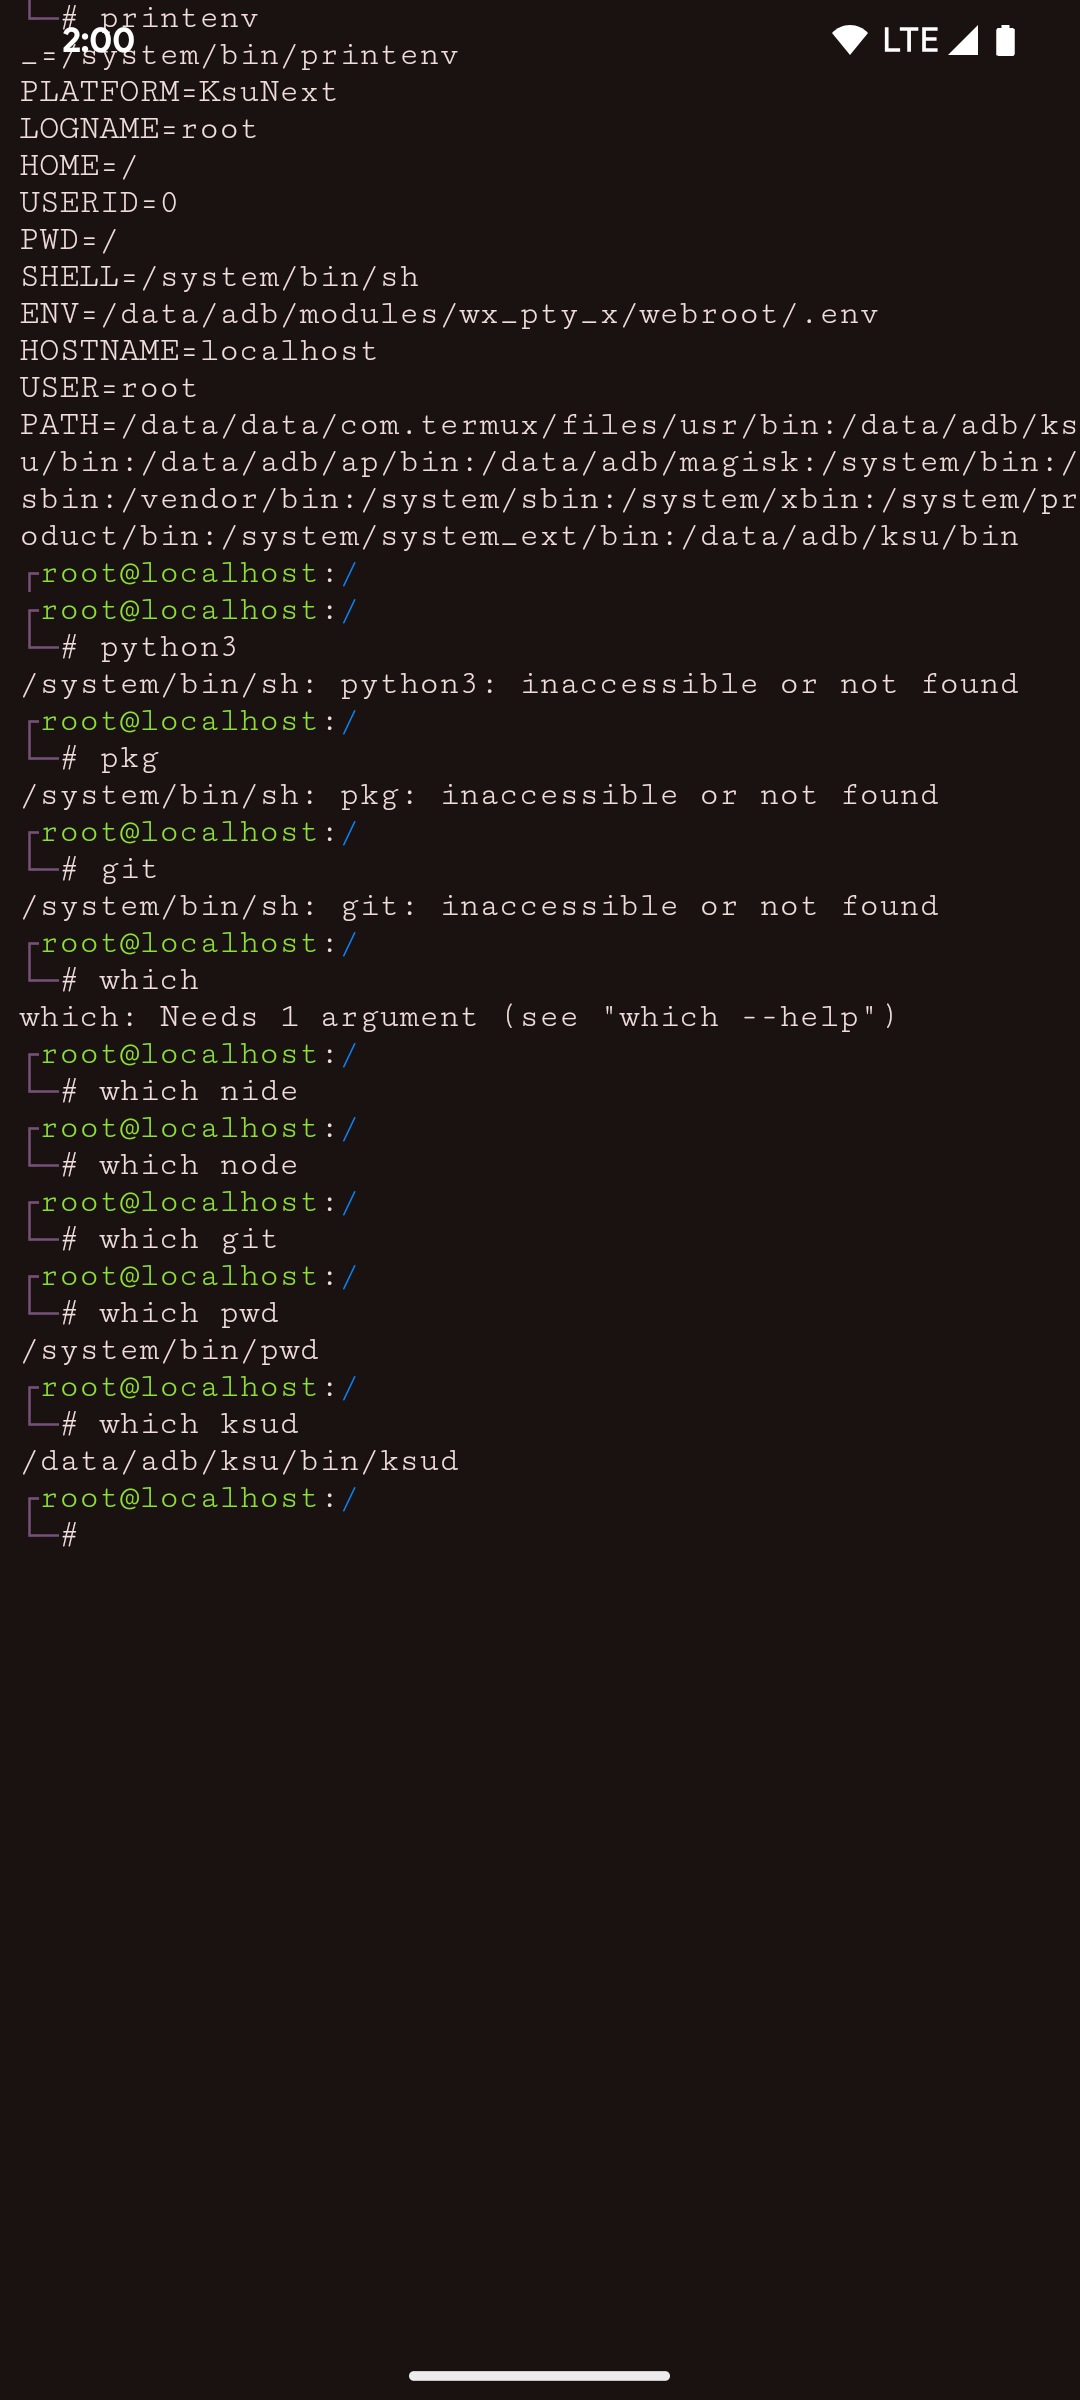 └─# printenv
2:00 LTE
_=/system/bin/printenv
PLATFORM=KsuNext
LOGNAME=root
HOME=/
USERID=0
PWD=/
SHELL=/system/bin/sh
ENV=/data/adb/modules/wx_pty_x/webroot/.env
HOSTNAME=localhost
USER=root
PATH=/data/data/com.termux/files/usr/bin:/data/adb/ks
u/bin:/data/adb/ap/bin:/data/adb/magisk:/system/bin:/
sbin:/vendor/bin:/system/sbin:/system/xbin:/system/pr
oduct/bin:/system/system_ext/bin:/data/adb/ksu/bin
┌root@localhost:/
┌root@localhost:/
└─# python3
/system/bin/sh: python3: inaccessible or not found
┌root@localhost:/
└─# pkg
/system/bin/sh: pkg: inaccessible or not found
┌root@localhost:/
└─# git
/system/bin/sh: git: inaccessible or not found
┌root@localhost:/
└─# which
which: Needs 1 argument (see "which --help")
┌root@localhost:/
└─# which nide
┌root@localhost:/
└─# which node
┌root@localhost:/
└─# which git
┌root@localhost:/
└─# which pwd
/system/bin/pwd
┌root@localhost:/
└─# which ksud
/data/adb/ksu/bin/ksud
┌root@localhost:/
└─#